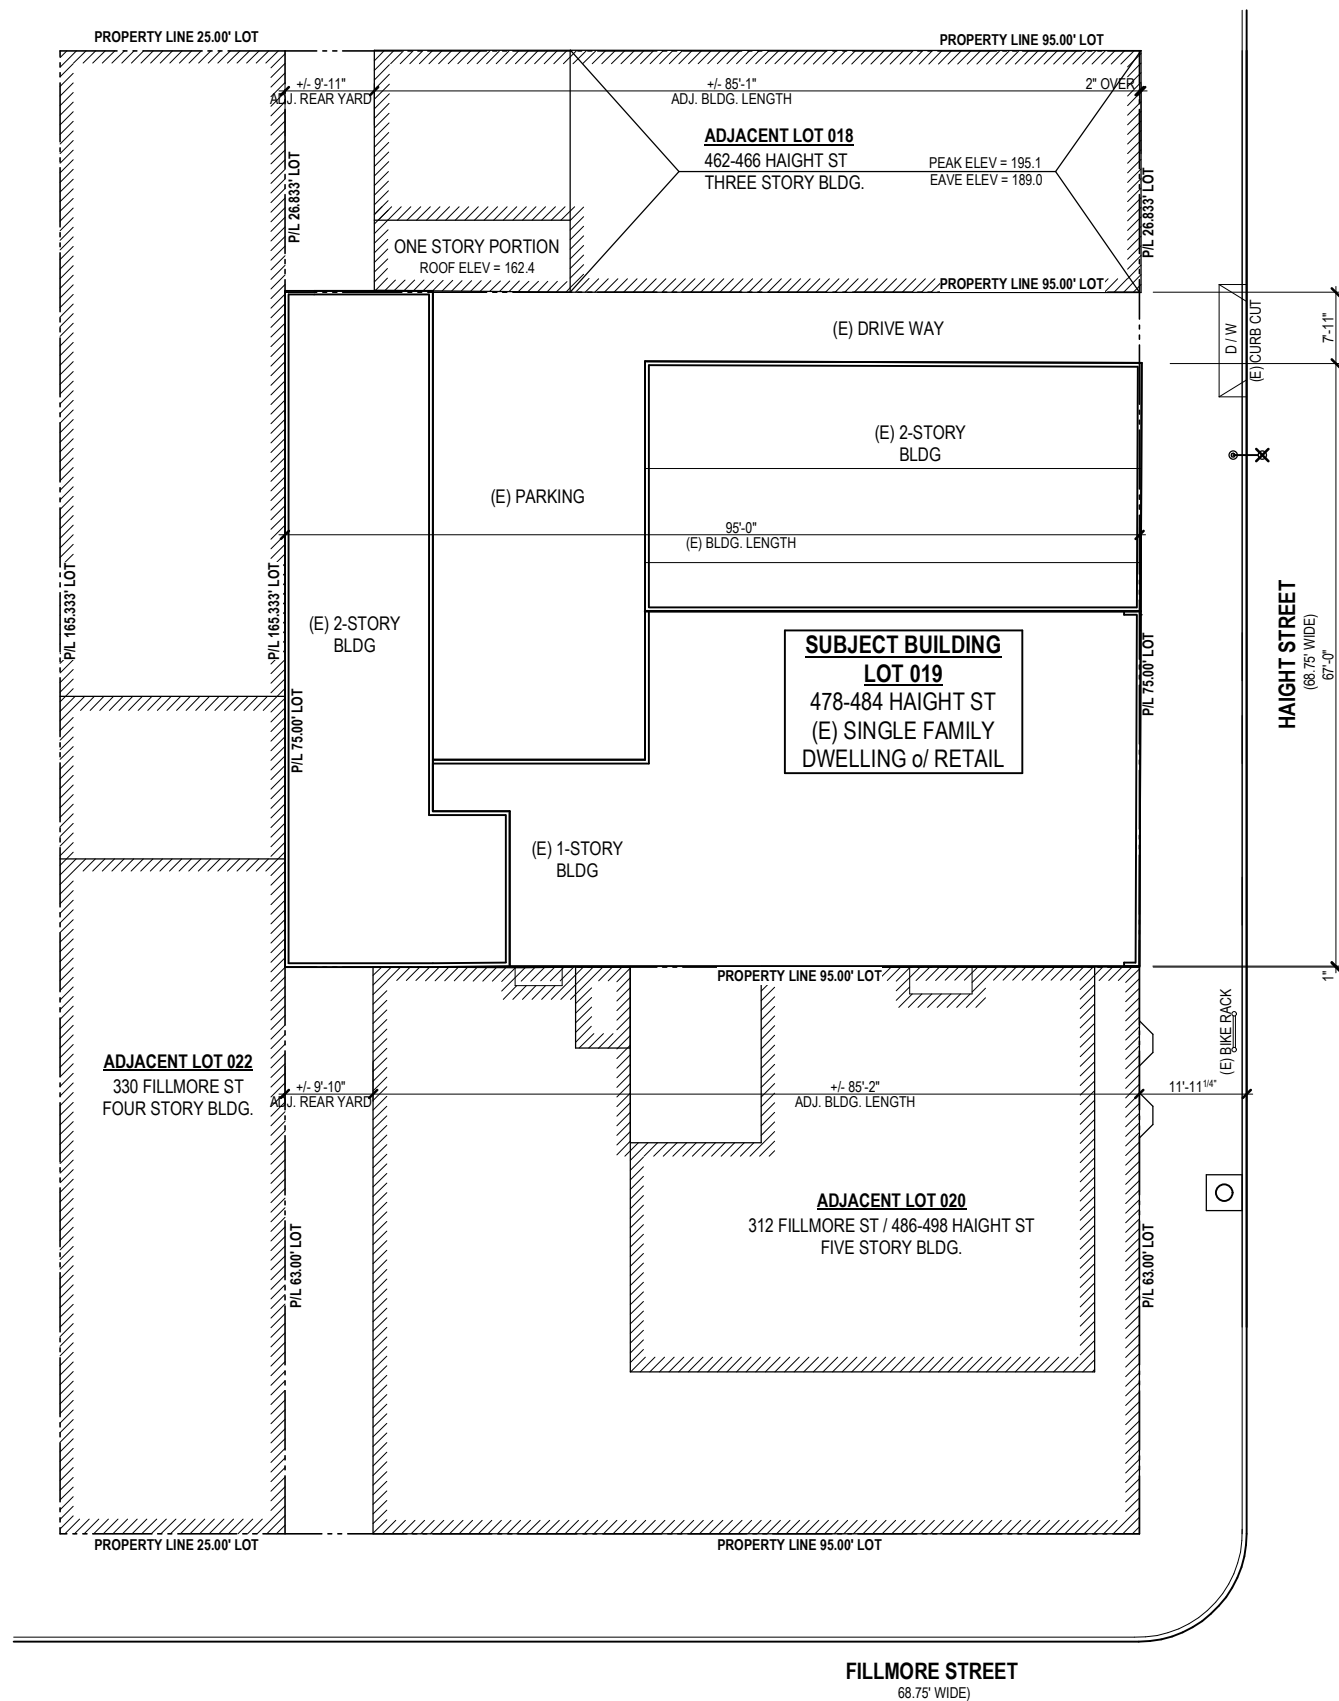 PROPERTY LINE 25.00' LOT
PROPERTY LINE 95.00' LOT
+/- 9'-11"
ADJ. REAR YARD
+/- 85'-1"
ADJ. BLDG. LENGTH
2" OVER
ADJACENT LOT 018
462-466 HAIGHT ST
THREE STORY BLDG.
PEAK ELEV = 195.1
EAVE ELEV = 189.0
P/L 26.833' LOT
P/L 26.833' LOT
ONE STORY PORTION
ROOF ELEV = 162.4
PROPERTY LINE 95.00' LOT
(E) DRIVE WAY
D / W
(E) CURB CUT
7'-11"
(E) 2-STORY
BLDG
(E) PARKING
95'-0"
(E) BLDG. LENGTH
P/L 165.333' LOT
P/L 165.333' LOT
(E) 2-STORY
BLDG
SUBJECT BUILDING
LOT 019
478-484 HAIGHT ST
(E) SINGLE FAMILY
DWELLING o/ RETAIL
P/L 75.00' LOT
P/L 75.00' LOT
HAIGHT STREET
(68.75' WIDE)
67'-0"
(E) 1-STORY
BLDG
PROPERTY LINE 95.00' LOT
1"
(E) BIKE RACK
ADJACENT LOT 022
330 FILLMORE ST
FOUR STORY BLDG.
+/- 9'-10"
ADJ. REAR YARD
+/- 85'-2"
ADJ. BLDG. LENGTH
11'-11 1/4"
ADJACENT LOT 020
312 FILLMORE ST / 486-498 HAIGHT ST
FIVE STORY BLDG.
P/L 63.00' LOT
P/L 63.00' LOT
PROPERTY LINE 25.00' LOT
PROPERTY LINE 95.00' LOT
FILLMORE STREET
68.75' WIDE)